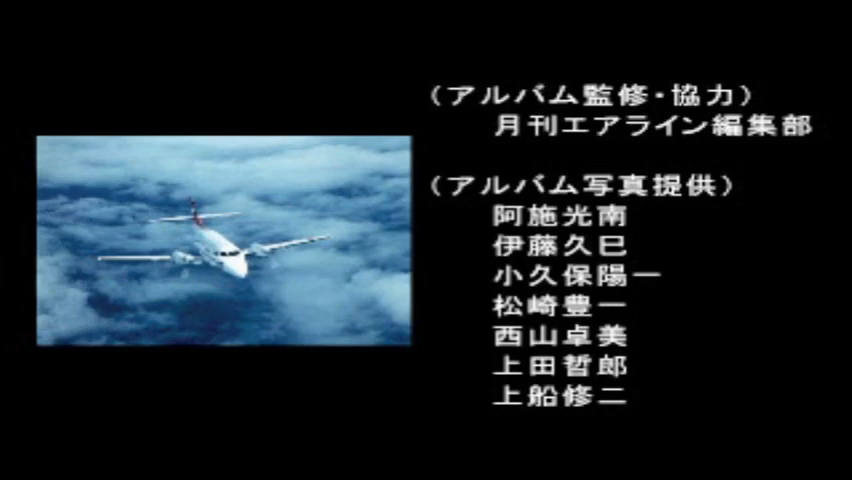 （アルバム監修・協力）
月刊エアライン編集部
（アルバム写真提供）
阿施光南
伊藤久巳
小久保陽一
松崎豊一
西山卓美
上田哲郎
上船修二